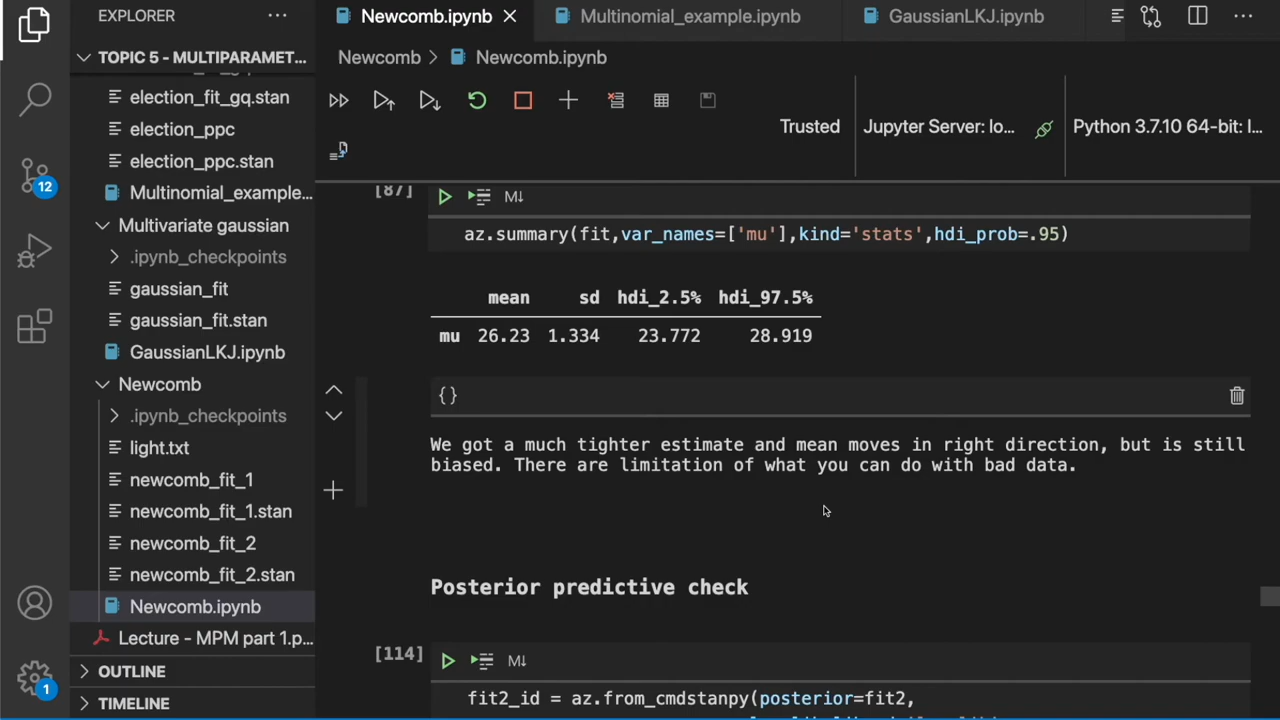 EXPLORER
TOPIC 5 - MULTIPARAMET...
election_fit_gq.stan
election_ppc
election_ppc.stan
Multinomial_example...
Multivariate gaussian
.ipynb_checkpoints
gaussian_fit
gaussian_fit.stan
GaussianLKJ.ipynb
Newcomb
.ipynb_checkpoints
light.txt
newcomb_fit_1
newcomb_fit_1.stan
newcomb_fit_2
newcomb_fit_2.stan
Newcomb.ipynb
Lecture - MPM part 1.p...
OUTLINE
TIMELINE
12
1
Newcomb.ipynb Multinomial_example.ipynb GaussianLKJ.ipynb
Newcomb > Newcomb.ipynb
Trusted Jupyter Server: lo... Python 3.7.10 64-bit: I...
[87] M↓
az.summary(fit,var_names=['mu'],kind='stats',hdi_prob=.95)
mean sd hdi_2.5% hdi_97.5%
mu 26.23 1.334 23.772 28.919
{}
We got a much tighter estimate and mean moves in right direction, but is still
biased. There are limitation of what you can do with bad data.
Posterior predictive check
[114] M↓
fit2_id = az.from_cmdstanpy(posterior=fit2,